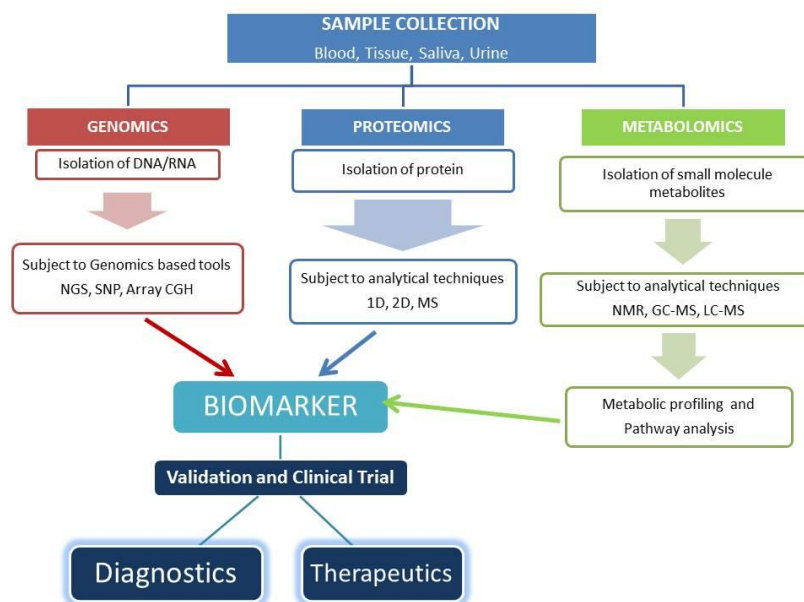 SAMPLE COLLECTION
Blood, Tissue, Saliva, Urine
GENOMICS
Isolation of DNA/RNA
Subject to Genomics based tools
NGS, SNP, Array CGH
PROTEOMICS
Isolation of protein
Subject to analytical techniques
1D, 2D, MS
METABOLOMICS
Isolation of small molecule
metabolites
Subject to analytical techniques
NMR, GC-MS, LC-MS
Metabolic profiling and
Pathway analysis
BIOMARKER
Validation and Clinical Trial
Diagnostics
Therapeutics